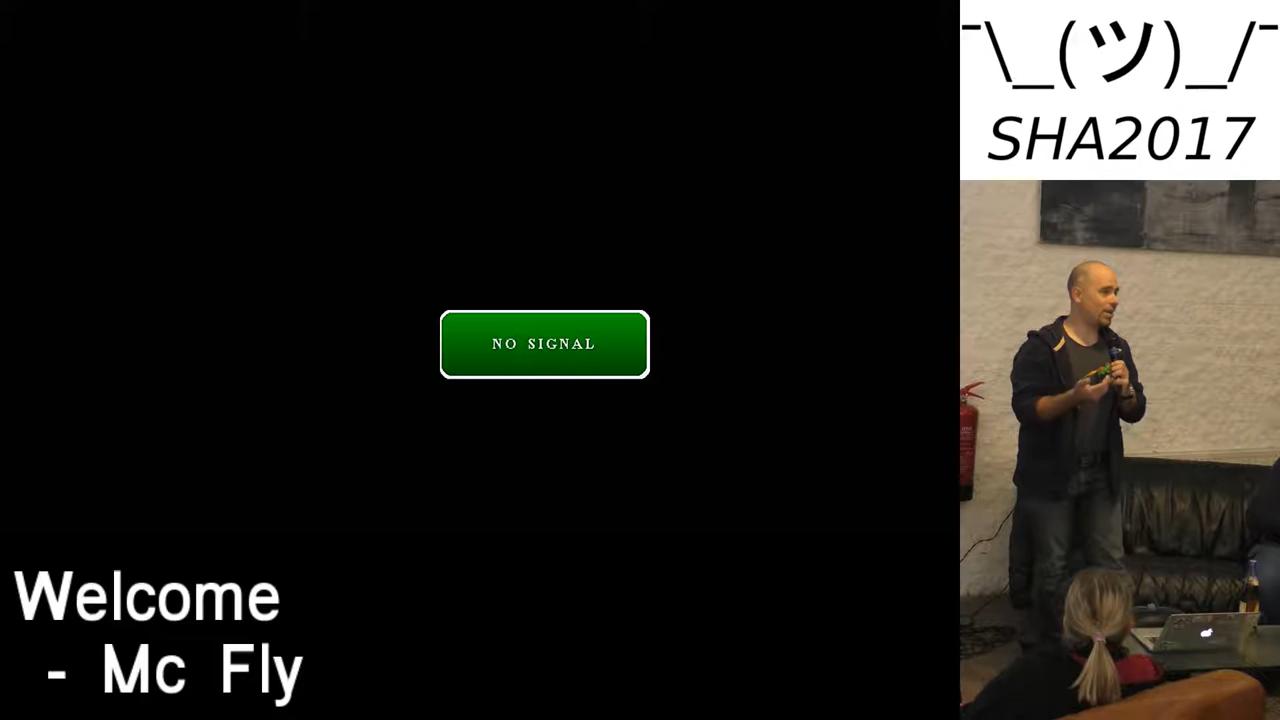 ¯\_(ツ)_/¯
SHA2017
NO SIGNAL
Welcome
- Mc Fly